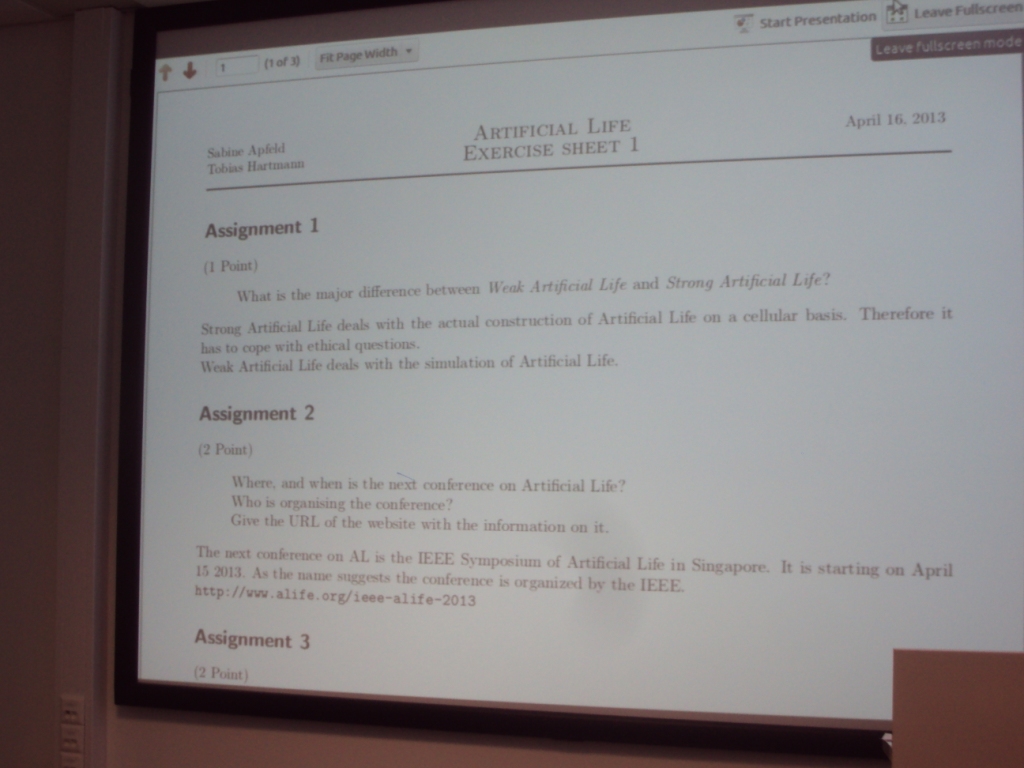 Start Presentation
Leave Fullscreen
1 (1 of 3) Fit Page Width
Leave fullscreen mode
Sabine Apfeld
Tobias Hartmann
Artificial Life
Exercise sheet 1
April 16, 2013
Assignment 1
(1 Point)
What is the major difference between Weak Artificial Life and Strong Artificial Life?
Strong Artificial Life deals with the actual construction of Artificial Life on a cellular basis. Therefore it
has to cope with ethical questions.
Weak Artificial Life deals with the simulation of Artificial Life.
Assignment 2
(2 Point)
Where, and when is the next conference on Artificial Life?
Who is organising the conference?
Give the URL of the website with the information on it.
The next conference on AL is the IEEE Symposium of Artificial Life in Singapore. It is starting on April
15 2013. As the name suggests the conference is organized by the IEEE.
http://www.alife.org/ieee-alife-2013
Assignment 3
(2 Point)